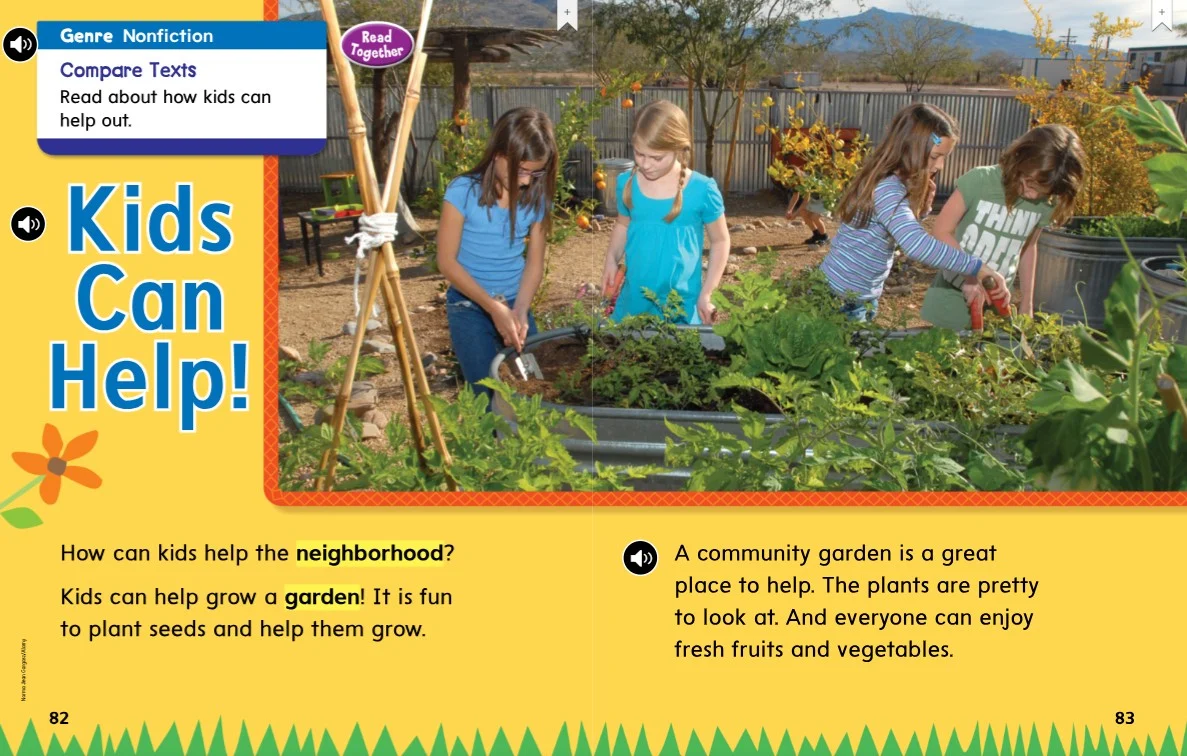 Genre Nonfiction
Compare Texts
Read about how kids can
help out.
Read
Together
Kids
Can
Help!
THINK
GREEN
How can kids help the neighborhood?
Kids can help grow a garden! It is fun
to plant seeds and help them grow.
A community garden is a great
place to help. The plants are pretty
to look at. And everyone can enjoy
fresh fruits and vegetables.
82
83